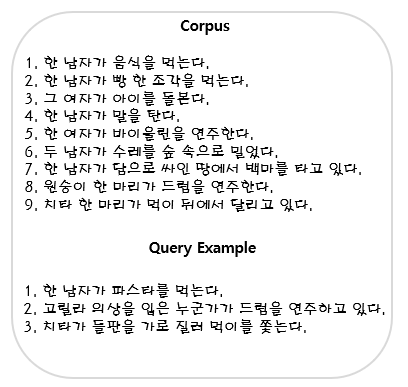 Corpus
1. 한 남자가 음식을 먹는다.
2. 한 남자가 빵 한 조각을 먹는다.
3. 그 여자가 아이를 돌본다.
4. 한 남자가 말을 탄다.
5. 한 여자가 바이올린을 연주한다.
6. 두 남자가 수레를 숲 속으로 밀었다.
7. 한 남자가 담으로 싸인 땅에서 백마를 타고 있다.
8. 원숭이 한 마리가 드럼을 연주한다.
9. 치타 한 마리가 먹이 뒤에서 달리고 있다.
Query Example
1. 한 남자가 파스타를 먹는다.
2. 고릴라 의상을 입은 누군가가 드럼을 연주하고 있다.
3. 치타가 들판을 가로 질러 먹이를 쫓는다.